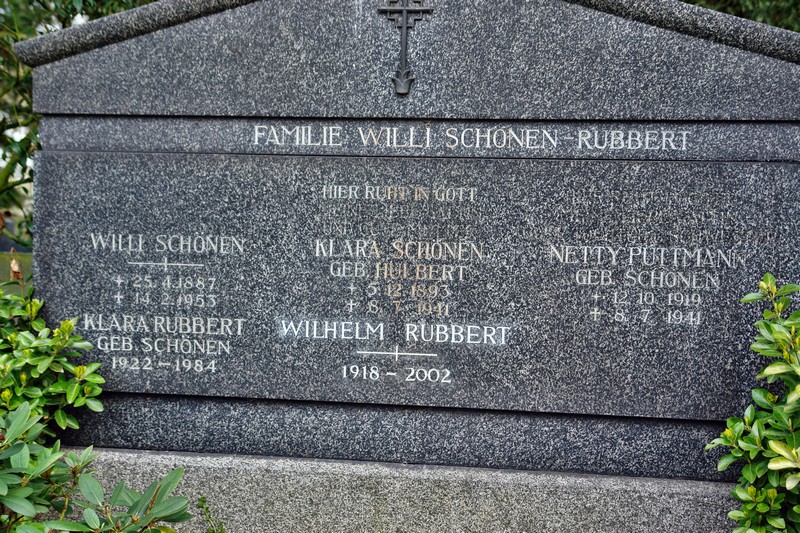 FAMILIE WILLI SCHÖNEN-RUBBERT
HIER RUHT IN GOTT
WILLI SCHÖNEN
25.4.1887
14.2.1953
KLARA RUBBERT
GEB. SCHÖNEN
1922-1984
KLARA SCHÖNEN
GEB. HULBERT
5.12.1893
8.7.1941
WILHELM RUBBERT
1918-2002
NETTY PÜTTMANN
GEB. SCHÖNEN
12.10.1919
8.7.1941